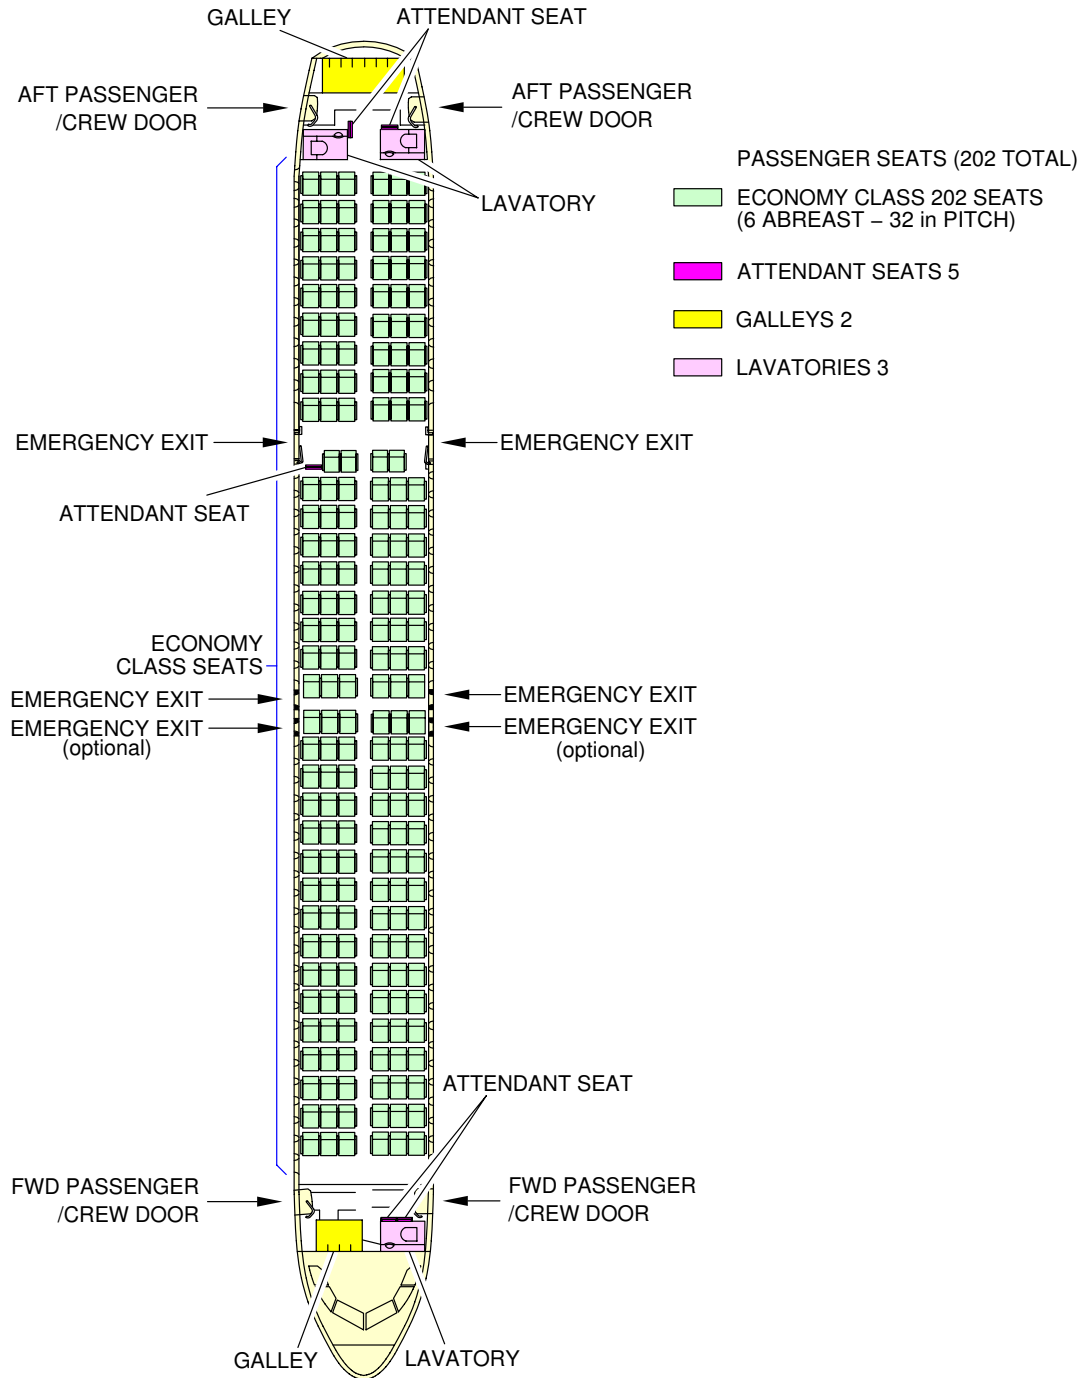 GALLEY
ATTENDANT SEAT
AFT PASSENGER
/CREW DOOR
AFT PASSENGER
/CREW DOOR
LAVATORY
PASSENGER SEATS (202 TOTAL)
ECONOMY CLASS 202 SEATS
(6 ABREAST – 32 in PITCH)
ATTENDANT SEATS 5
GALLEYS 2
LAVATORIES 3
EMERGENCY EXIT
EMERGENCY EXIT
ATTENDANT SEAT
ECONOMY
CLASS SEATS
EMERGENCY EXIT
EMERGENCY EXIT
(optional)
EMERGENCY EXIT
EMERGENCY EXIT
(optional)
ATTENDANT SEAT
FWD PASSENGER
/CREW DOOR
FWD PASSENGER
/CREW DOOR
GALLEY
LAVATORY